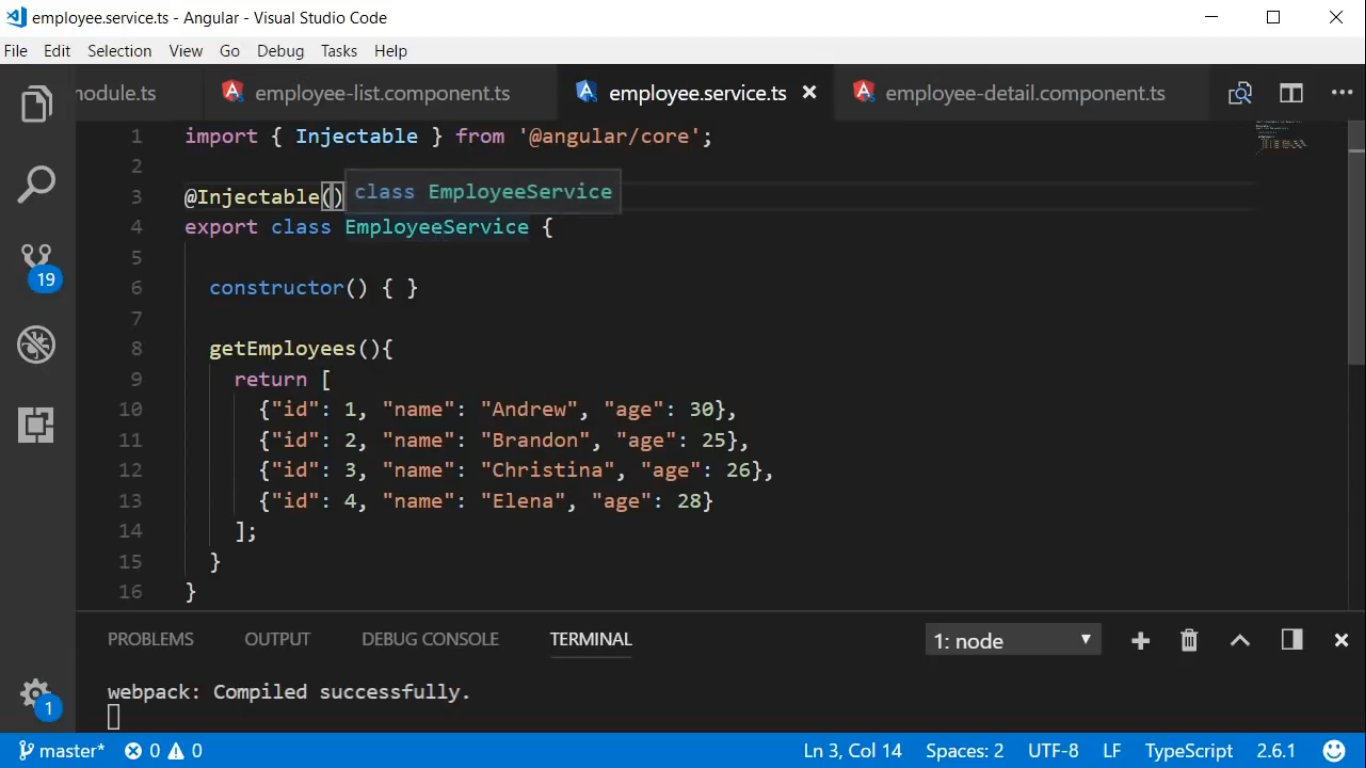 employee.service.ts - Angular - Visual Studio Code
File Edit Selection View Go Debug Tasks Help
nodule.ts employee-list.component.ts employee.service.ts employee-detail.component.ts
1 import { Injectable } from '@angular/core';
2
3 @Injectable() class EmployeeService
4 export class EmployeeService {
5
6 constructor() { }
7
8 getEmployees(){
9 return [
10 {"id": 1, "name": "Andrew", "age": 30},
11 {"id": 2, "name": "Brandon", "age": 25},
12 {"id": 3, "name": "Christina", "age": 26},
13 {"id": 4, "name": "Elena", "age": 28}
14 ];
15 }
16 }
19
1
PROBLEMS OUTPUT DEBUG CONSOLE TERMINAL 1: node
webpack: Compiled successfully.
master* 0 0 Ln 3, Col 14 Spaces: 2 UTF-8 LF TypeScript 2.6.1